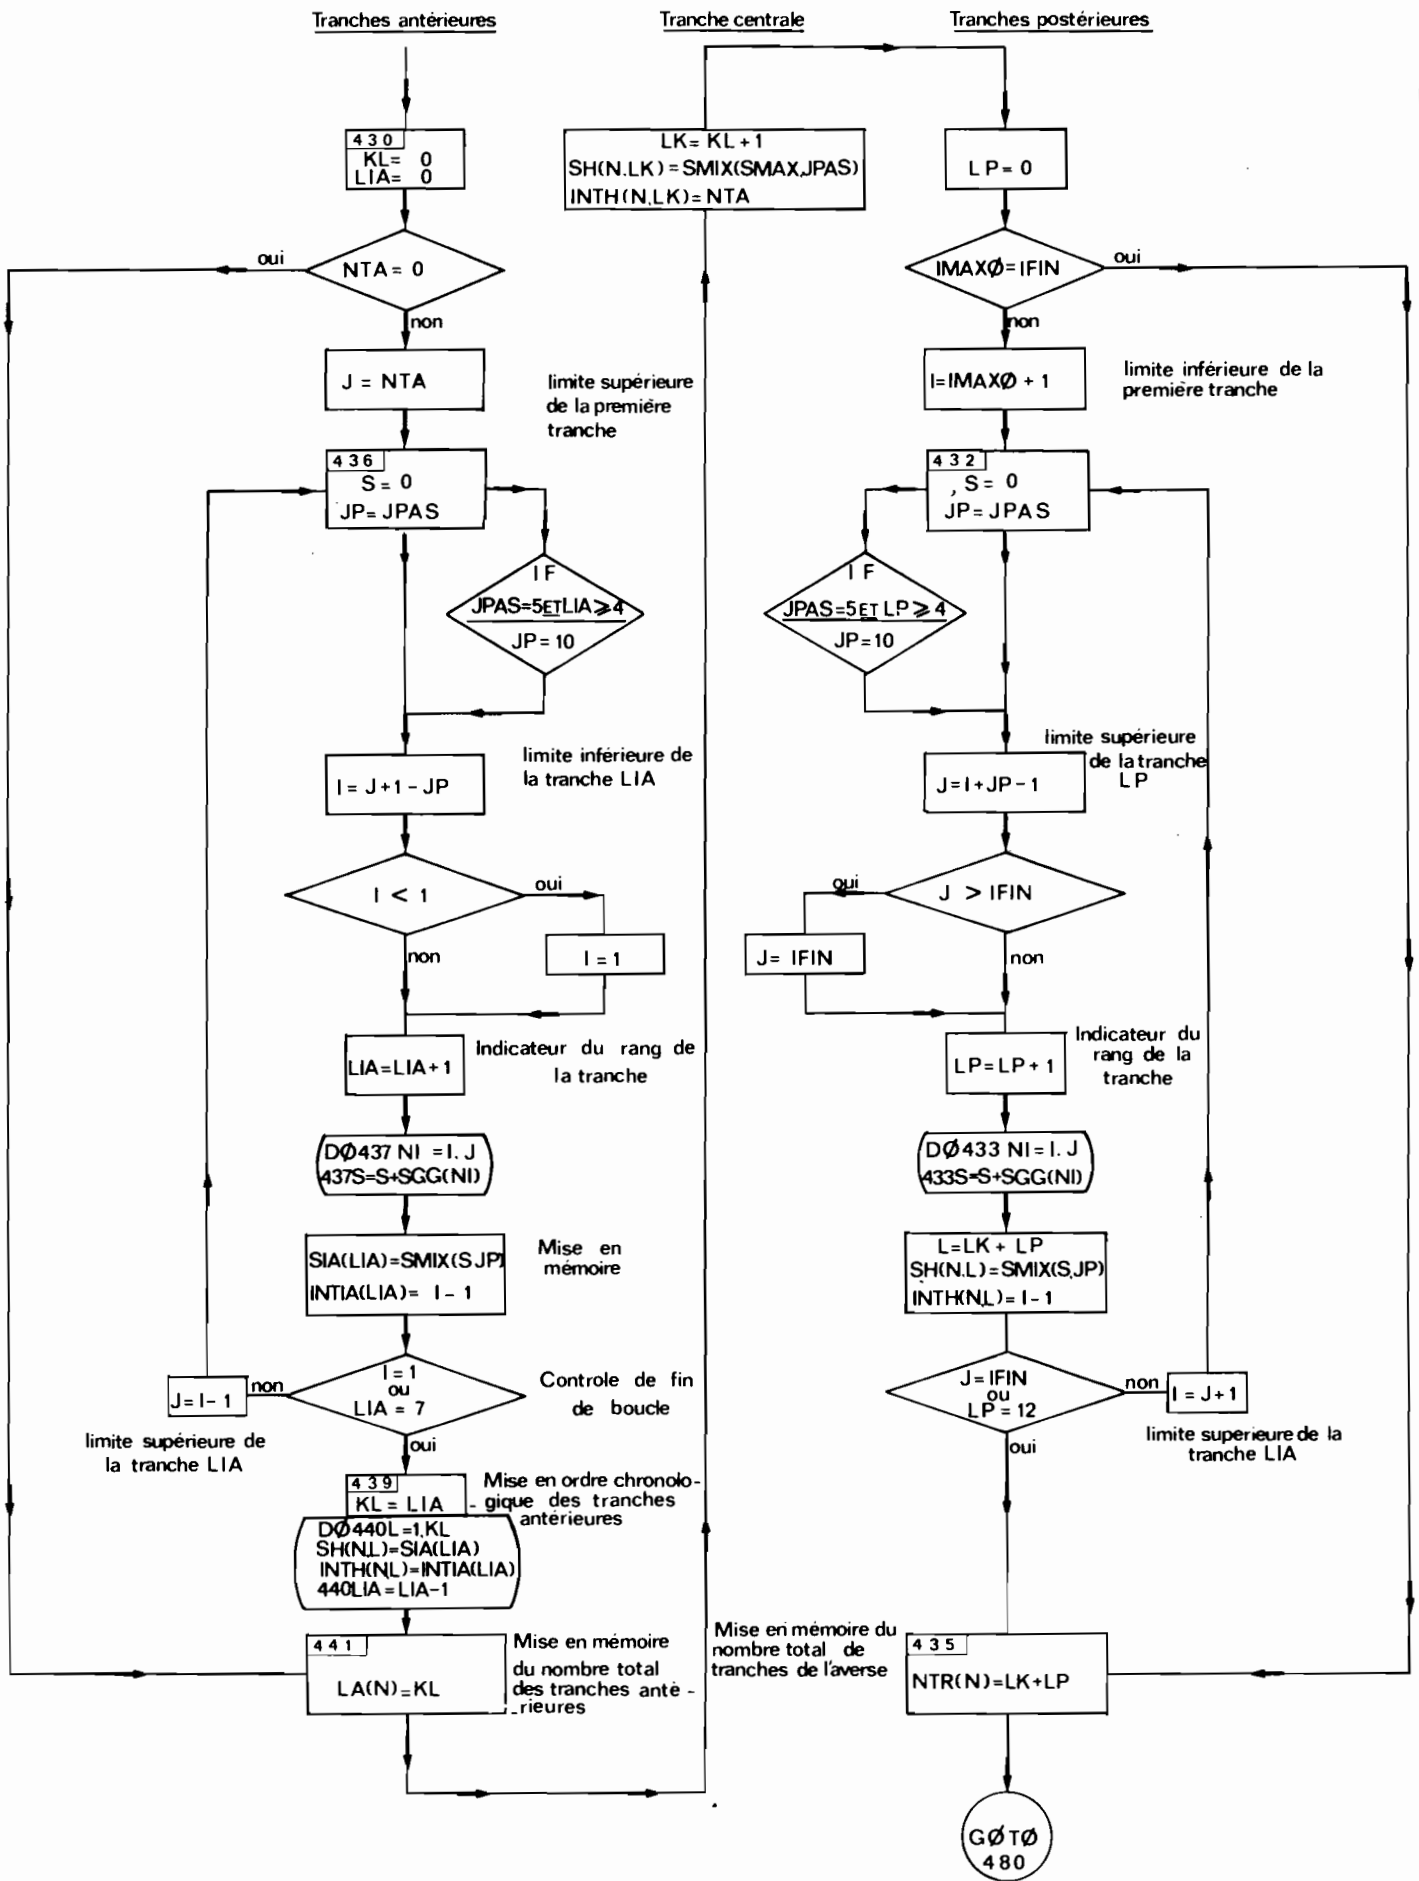 Tranches antérieures
430
KL= 0
LIA= 0
oui
NTA = 0
non
J = NTA
limite supérieure
de la première
tranche
436
S = 0
JP= JPAS
IF
JPAS=5 ET LIA ⩾ 4
JP = 10
limite inférieure de
la tranche LIA
I = J+1 - JP
I < 1
oui
non
I = 1
LIA=LIA+1
Indicateur du rang de
la tranche
DØ437 NI =I. J
437S=S+SGG(NI)
SIA(LIA)=SMIX(S,JP)
INTIA(LIA)= I - 1
Mise en
mémoire
I = 1
ou
LIA = 7
non
J= I- 1
oui
Controle de fin
de boucle
limite supérieure de
la tranche LIA
439
KL = LIA
Mise en ordre chronolo-
- gique des tranches
antérieures
DØ440L=1,KL
SH(N,L)=SIA(LIA)
INTH(N,L)=INTIA(LIA)
440LIA=LIA-1
441
LA(N)=KL
Mise en mémoire
du nombre total
des tranches anté -
- rieures
Tranche centrale
LK= KL + 1
SH(N.LK)=SMIX(SMAX,JPAS)
INTH(N,LK)=NTA
Tranches postérieures
LP= 0
IMAXØ=IFIN
oui
non
I=IMAXØ + 1
limite inférieure de la
première tranche
432
, S= 0
JP= JPAS
IF
JPAS=5 ET LP ⩾ 4
JP=10
limite supérieure
de la tranche
LP
J=I+JP-1
J > IFIN
oui
non
J= IFIN
LP=LP+ 1
Indicateur du
rang de la
tranche
DØ433 NI=I. J
433S=S+SGG(NI)
L=LK+ LP
SH(N.L)=SMIX(S,JP)
INTH(N,L)= I-1
J=IFIN
ou
LP = 12
non
I = J+1
oui
limite superieure de la
tranche LIA
Mise en mémoire du
nombre total de
tranches de l'averse
435
NTR(N)=LK+LP
GØTØ
480